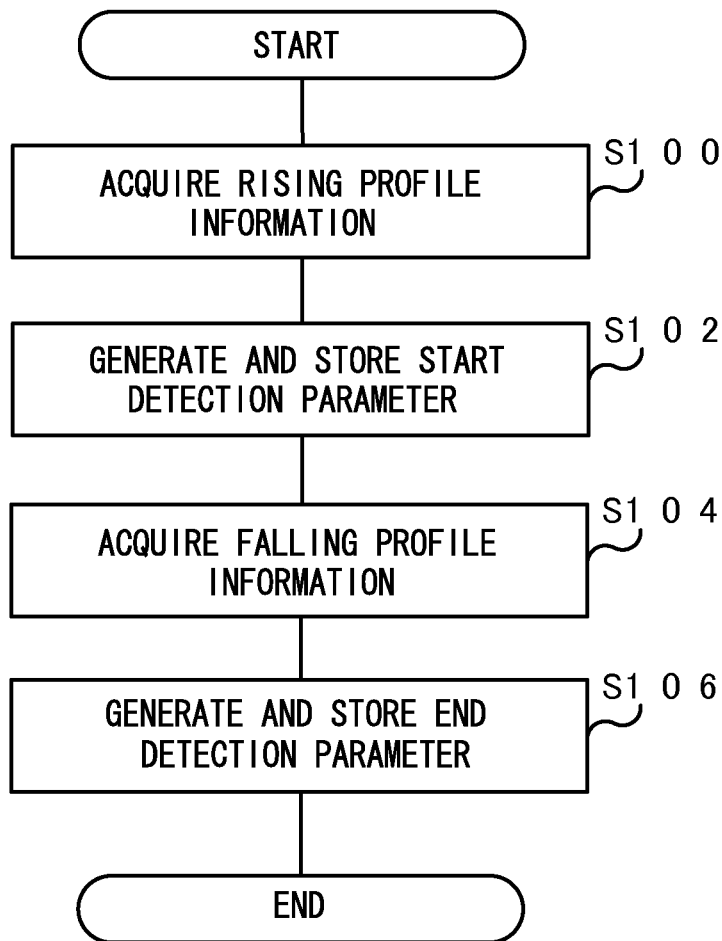 START
S100
ACQUIRE RISING PROFILE
INFORMATION
S102
GENERATE AND STORE START
DETECTION PARAMETER
S104
ACQUIRE FALLING PROFILE
INFORMATION
S106
GENERATE AND STORE END
DETECTION PARAMETER
END